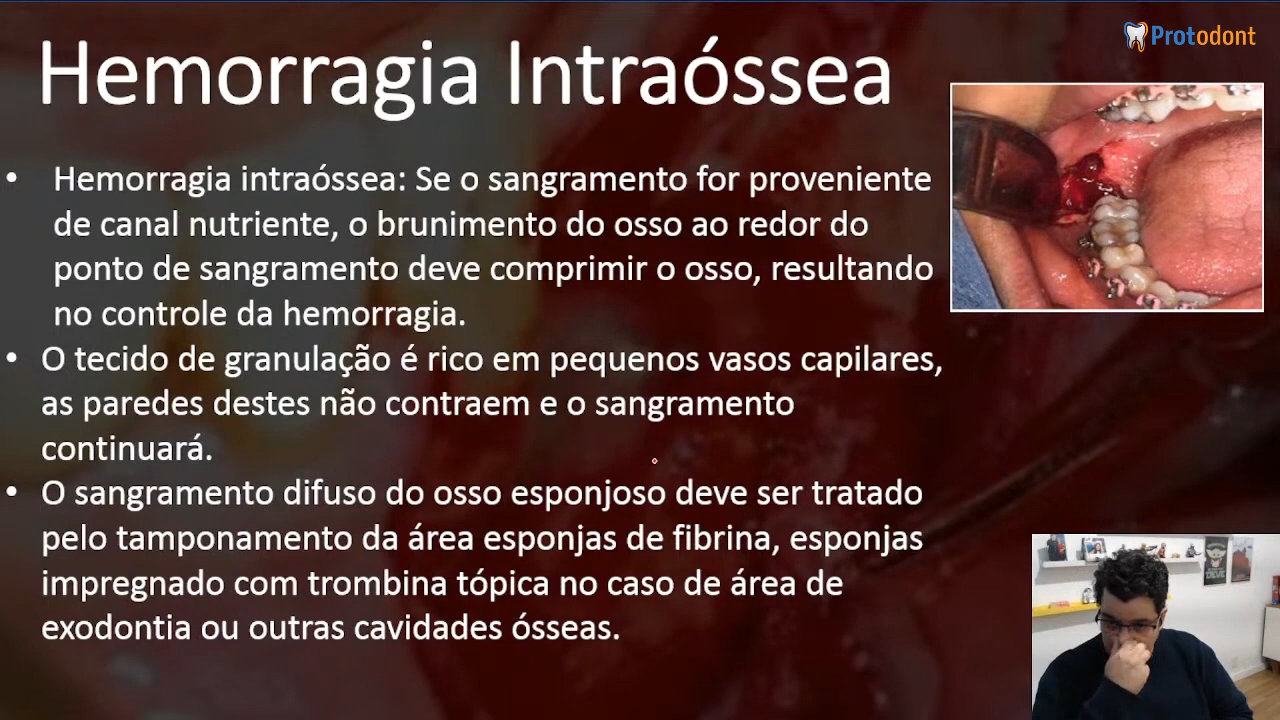 Hemorragia Intraóssea
Protodont
• Hemorragia intraóssea: Se o sangramento for proveniente
de canal nutriente, o brunimento do osso ao redor do
ponto de sangramento deve comprimir o osso, resultando
no controle da hemorragia.
• O tecido de granulação é rico em pequenos vasos capilares,
as paredes destes não contraem e o sangramento
continuará.
• O sangramento difuso do osso esponjoso deve ser tratado
pelo tamponamento da área esponjas de fibrina, esponjas
impregnado com trombina tópica no caso de área de
exodontia ou outras cavidades ósseas.